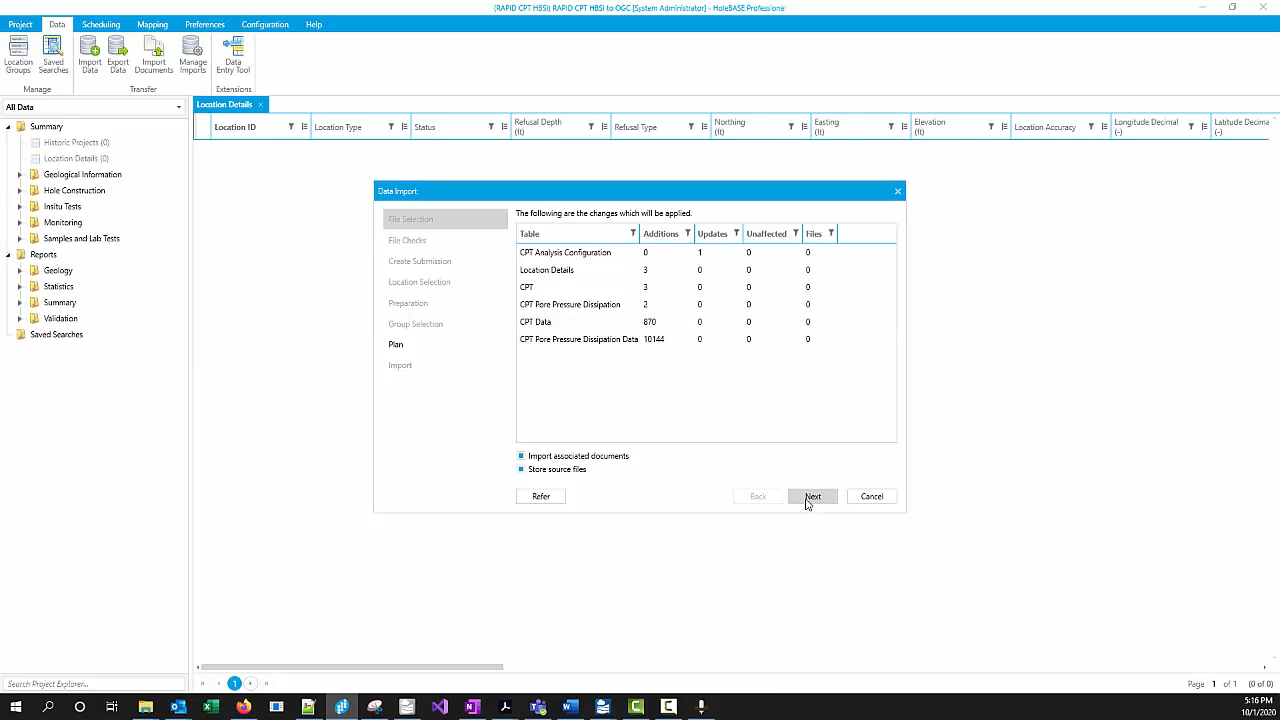 (RAPID CPT HBSI) RAPID CPT HBSI to OGC [System Administrator] - HoleBASE Professional
Project Data Scheduling Mapping Preferences Configuration Help
Location Groups
Saved Searches
Import Data
Export Data
Import Documents
Manage Imports
Data Entry Tool
Manage Transfer Extensions
All Data
Summary
Historic Projects (0)
Location Details (0)
Geological Information
Hole Construction
Insitu Tests
Monitoring
Samples and Lab Tests
Reports
Geology
Statistics
Summary
Validation
Saved Searches
Search Project Explorer...
Location Details
Location ID Location Type Status Refusal Depth (ft) Refusal Type Northing (ft) Easting (ft) Elevation (ft) Location Accuracy Longitude Decimal (-) Latitude Decima (-)
Data Import
File Selection
File Checks
Create Submission
Location Selection
Preparation
Group Selection
Plan
Import
The following are the changes which will be applied.
Table Additions Updates Unaffected Files
CPT Analysis Configuration 0 1 0 0
Location Details 3 0 0 0
CPT 3 0 0 0
CPT Pore Pressure Dissipation 2 0 0 0
CPT Data 870 0 0 0
CPT Pore Pressure Dissipation Data 10144 0 0 0
Import associated documents
Store source files
Refer Back Next Cancel
1
Page 1 of 1 (0 of 0)
5:16 PM
10/1/2020